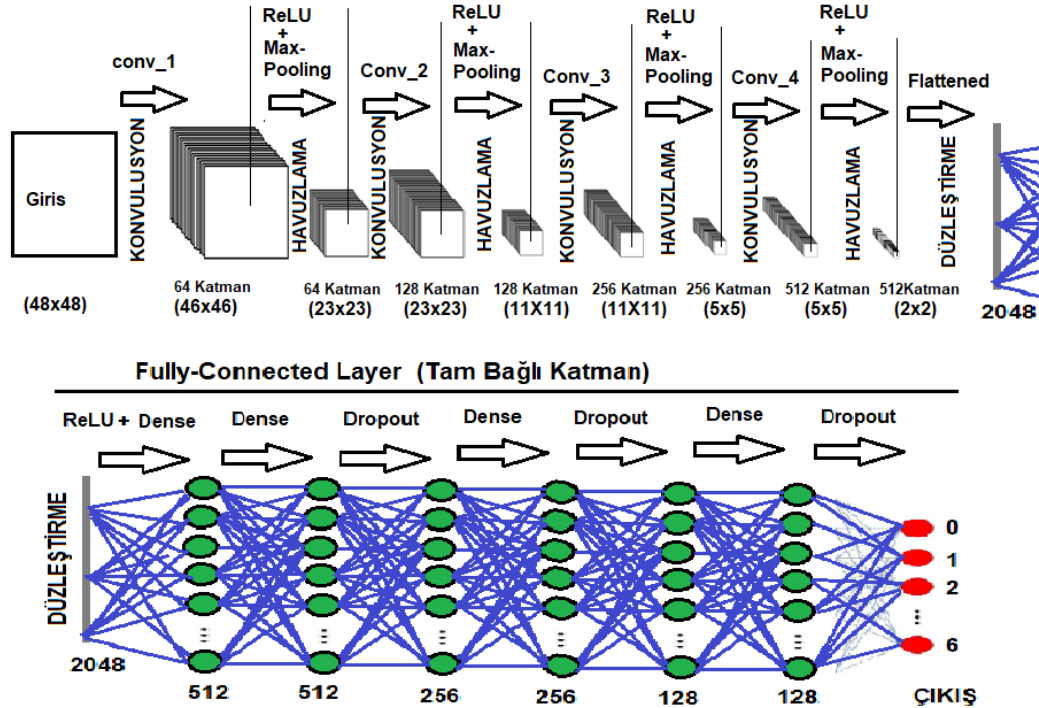 ReLU
+
Max-
Pooling
ReLU
+
Max-
Pooling
ReLU
+
Max-
Pooling
ReLU
+
Max-
Pooling
conv_1
Conv_2
Conv_3
Conv_4
Flattened
Giris
KONVULUSYON
HAVUZLAMA
KONVULUSYON
HAVUZLAMA
KONVULUSYON
HAVUZLAMA
KONVULUSYON
HAVUZLAMA
DÜZLEŞTİRME
(48x48)
64 Katman
(46x46)
64 Katman
(23x23)
128 Katman
(23x23)
128 Katman
(11X11)
256 Katman
(11X11)
256 Katman
(5x5)
512 Katman
(5x5)
512Katman
(2x2)
2048
Fully-Connected Layer (Tam Bağlı Katman)
ReLU + Dense
Dense
Dropout
Dense
Dropout
Dense
Dropout
DÜZLEŞTİRME
2048
0
1
2
...
6
512
512
256
256
128
128
ÇIKIŞ